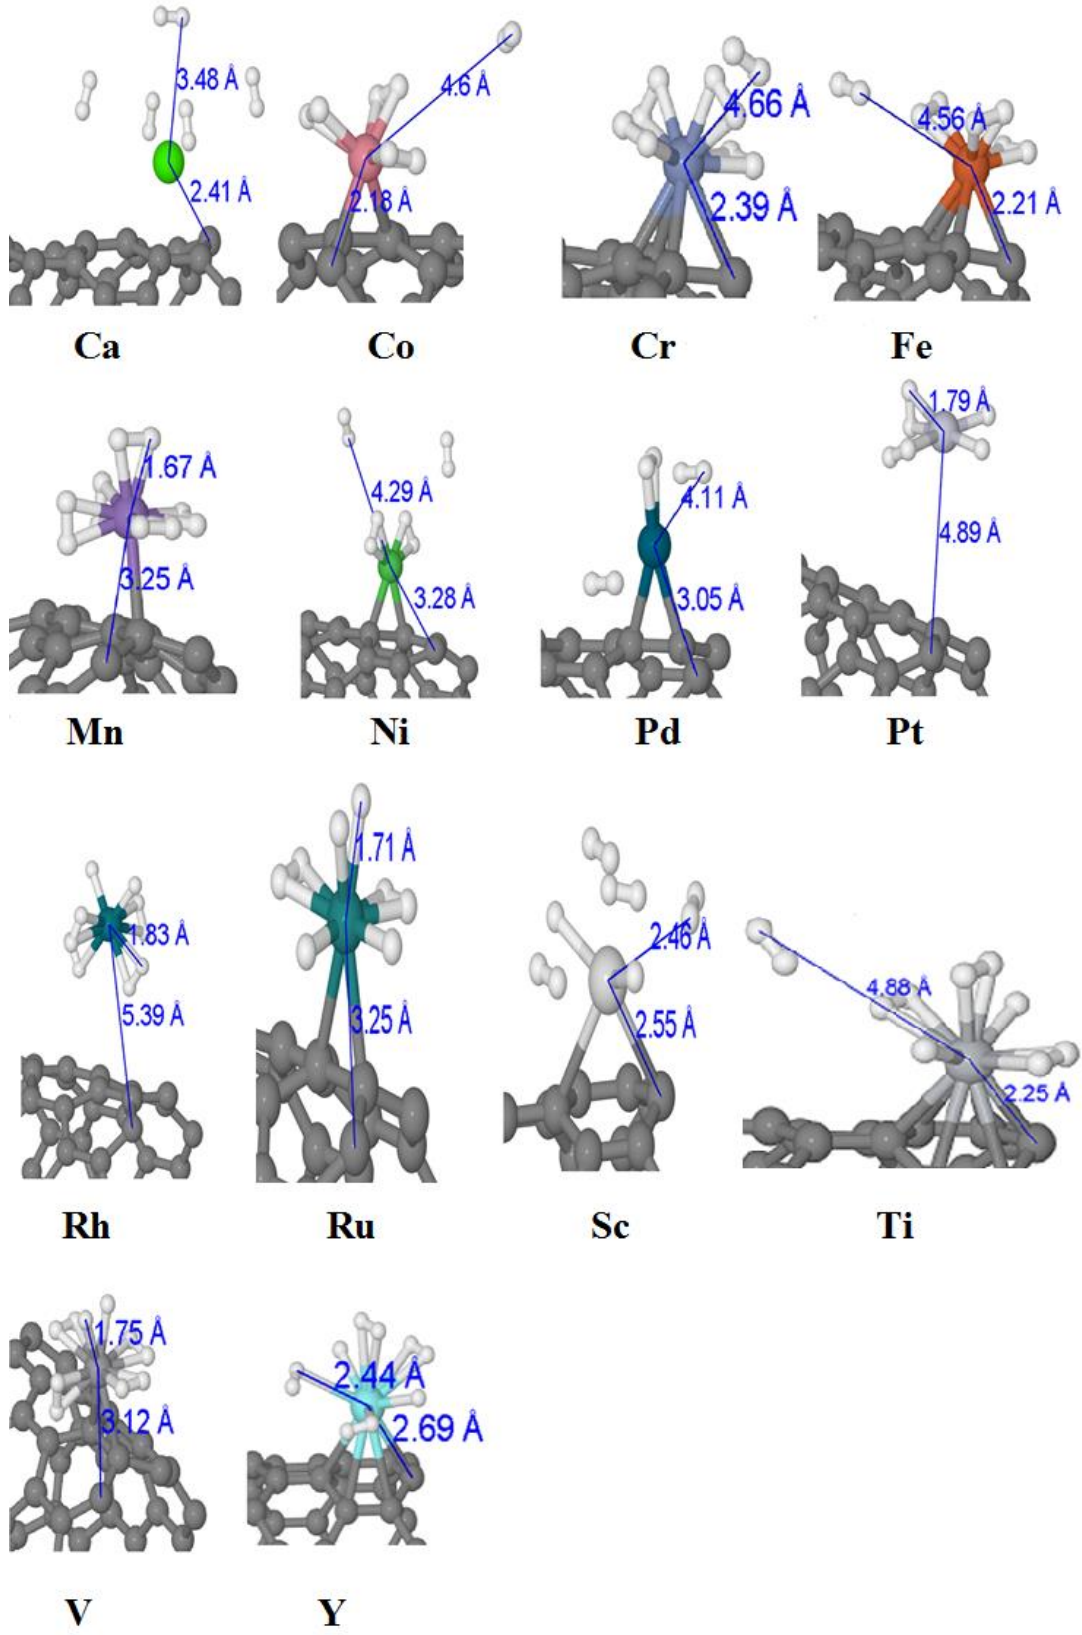 3.48 Å
2.41 Å
4.6 Å
2.18 Å
4.66 Å
2.39 Å
4.56 Å
2.21 Å
Ca Co Cr Fe
1.67 Å
3.25 Å
4.29 Å
3.28 Å
4.11 Å
3.05 Å
1.79 Å
4.89 Å
Mn Ni Pd Pt
1.83 Å
5.39 Å
1.71 Å
3.25 Å
2.46 Å
2.55 Å
4.88 Å
2.25 Å
Rh Ru Sc Ti
1.75 Å
3.12 Å
2.44 Å
2.69 Å
V Y